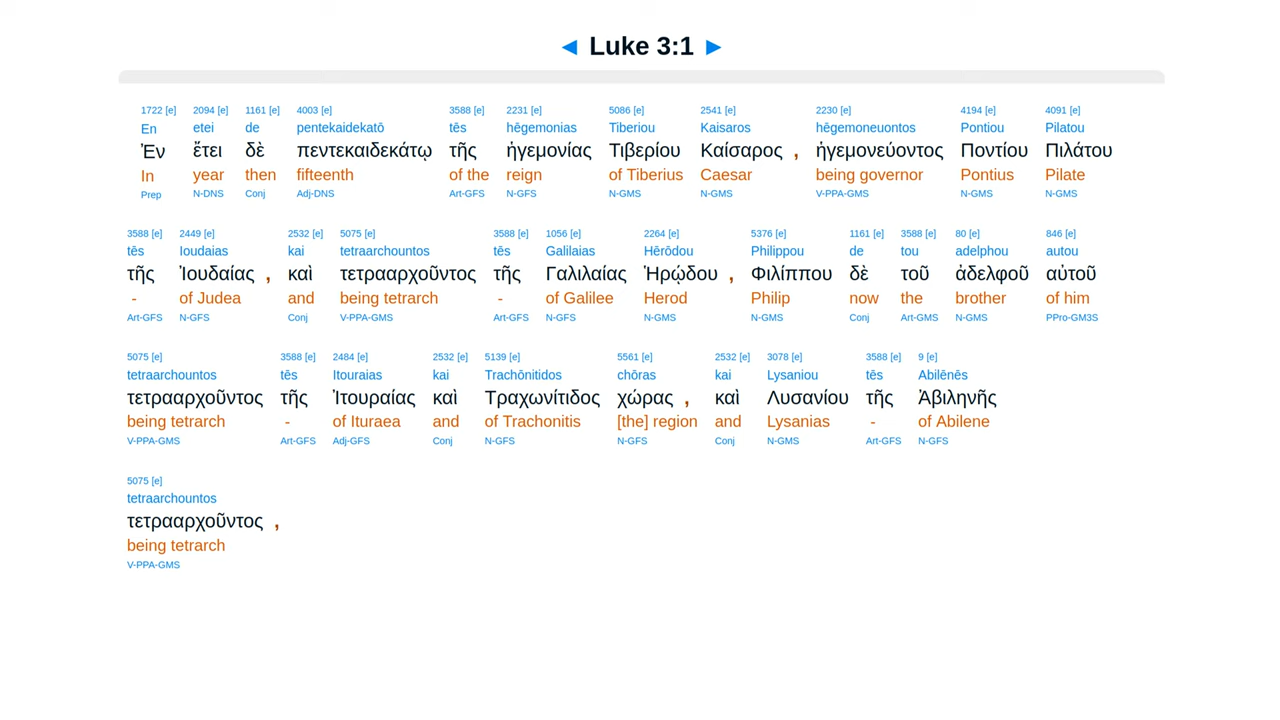 ◄ Luke 3:1 ►
1722 [e] 2094 [e] 1161 [e] 4003 [e] 3588 [e] 2231 [e] 5086 [e] 2541 [e] 2230 [e] 4194 [e] 4091 [e]
En etei de pentekaidekatō tēs hēgemonias Tiberiou Kaisaros hēgemoneuontos Pontiou Pilatou
Ἐν ἔτει δὲ πεντεκαιδεκάτῳ τῆς ἡγεμονίας Τιβερίου Καίσαρος , ἡγεμονεύοντος Ποντίου Πιλάτου
In year then fifteenth of the reign of Tiberius Caesar being governor Pontius Pilate
Prep N-DNS Conj Adj-DNS Art-GFS N-GFS N-GMS N-GMS V-PPA-GMS N-GMS N-GMS
3588 [e] 2449 [e] 2532 [e] 5075 [e] 3588 [e] 1056 [e] 2264 [e] 5376 [e] 1161 [e] 3588 [e] 80 [e] 846 [e]
tēs Ioudaias kai tetraarchountos tēs Galilaias Hērōdou Philippou de tou adelphou autou
τῆς Ἰουδαίας , καὶ τετρααρχοῦντος τῆς Γαλιλαίας Ἡρῴδου , Φιλίππου δὲ τοῦ ἀδελφοῦ αὐτοῦ
- of Judea and being tetrarch - of Galilee Herod Philip now the brother of him
Art-GFS N-GFS Conj V-PPA-GMS Art-GFS N-GFS N-GMS N-GMS Conj Art-GMS N-GMS PPro-GM3S
5075 [e] 3588 [e] 2484 [e] 2532 [e] 5139 [e] 5561 [e] 2532 [e] 3078 [e] 3588 [e] 9 [e]
tetraarchountos tēs Itouraias kai Trachōnitidos chōras kai Lysaniou tēs Abilēnēs
τετρααρχοῦντος τῆς Ἰτουραίας καὶ Τραχωνίτιδος χώρας , καὶ Λυσανίου τῆς Ἀβιληνῆς
being tetrarch - of Ituraea and of Trachonitis [the] region and Lysanias - of Abilene
V-PPA-GMS Art-GFS Adj-GFS Conj N-GFS N-GFS Conj N-GMS Art-GFS N-GFS
5075 [e]
tetraarchountos
τετρααρχοῦντος ,
being tetrarch
V-PPA-GMS